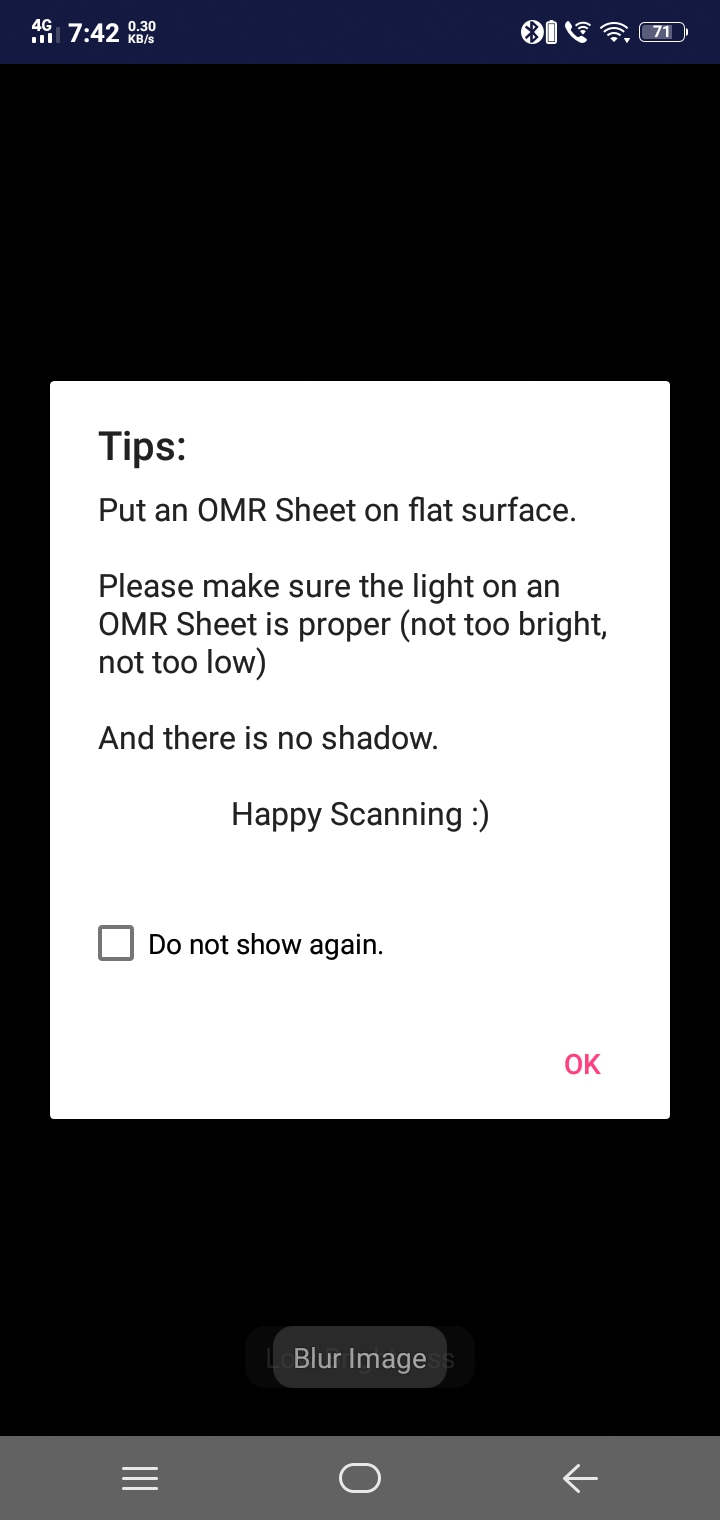 4G 7:42 0.30 KB/s 71
Tips:
Put an OMR Sheet on flat surface.
Please make sure the light on an
OMR Sheet is proper (not too bright,
not too low)
And there is no shadow.
Happy Scanning :)
Do not show again.
OK
Blur Image